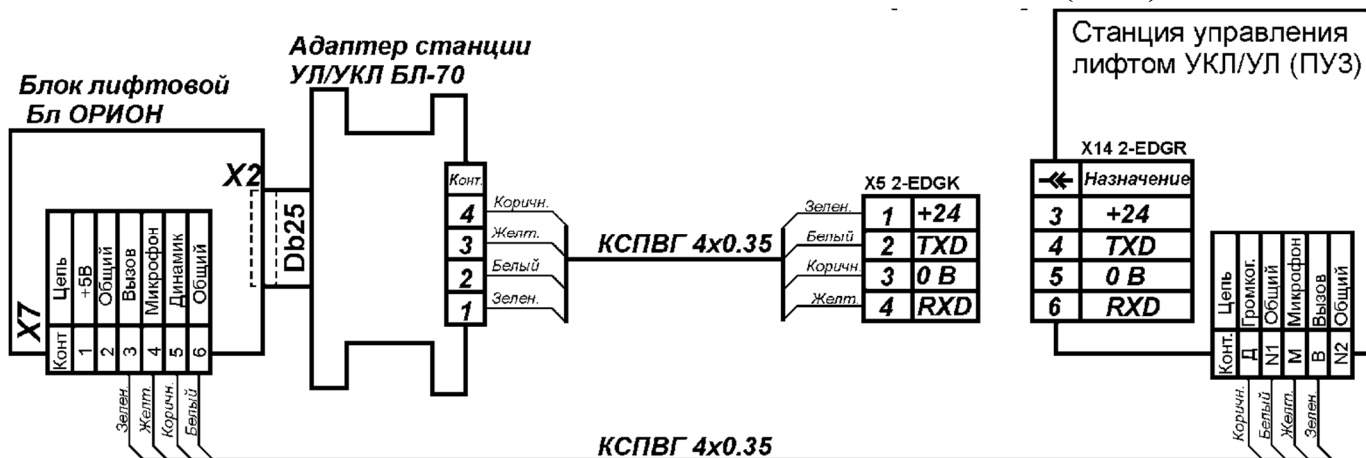 Адаптер станции
УЛ/УКЛ БЛ-70
Блок лифтовой
Бл ОРИОН
Станция управления
лифтом УКЛ/УЛ (ПУЗ)
X2
Db25
X7
Конт Цепь
1 +5В
2 Общий
3 Вызов
4 Микрофон
5 Динамик
6 Общий
Зелен.
Желт.
Коричн.
Белый
Конт.
4 Коричн.
3 Желт.
2 Белый
1 Зелен.
КСПВГ 4х0.35
X5 2-EDGK
Зелен. 1 +24
Белый 2 TXD
Коричн. 3 0 В
Желт. 4 RXD
X14 2-EDGR
Назначение
3 +24
4 TXD
5 0 В
6 RXD
Конт. Цепь
Д Громког.
N1 Общий
М Микрофон
В Вызов
N2 Общий
Коричн.
Белый
Желт.
Зелен.
КСПВГ 4х0.35